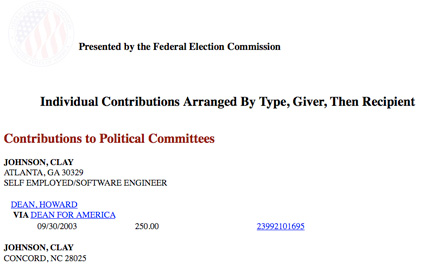 Presented by the Federal Election Commission
Individual Contributions Arranged By Type, Giver, Then Recipient
Contributions to Political Committees
JOHNSON, CLAY
ATLANTA, GA 30329
SELF EMPLOYED/SOFTWARE ENGINEER
DEAN, HOWARD
VIA DEAN FOR AMERICA
09/30/2003 250.00 23992101695
JOHNSON, CLAY
CONCORD, NC 28025